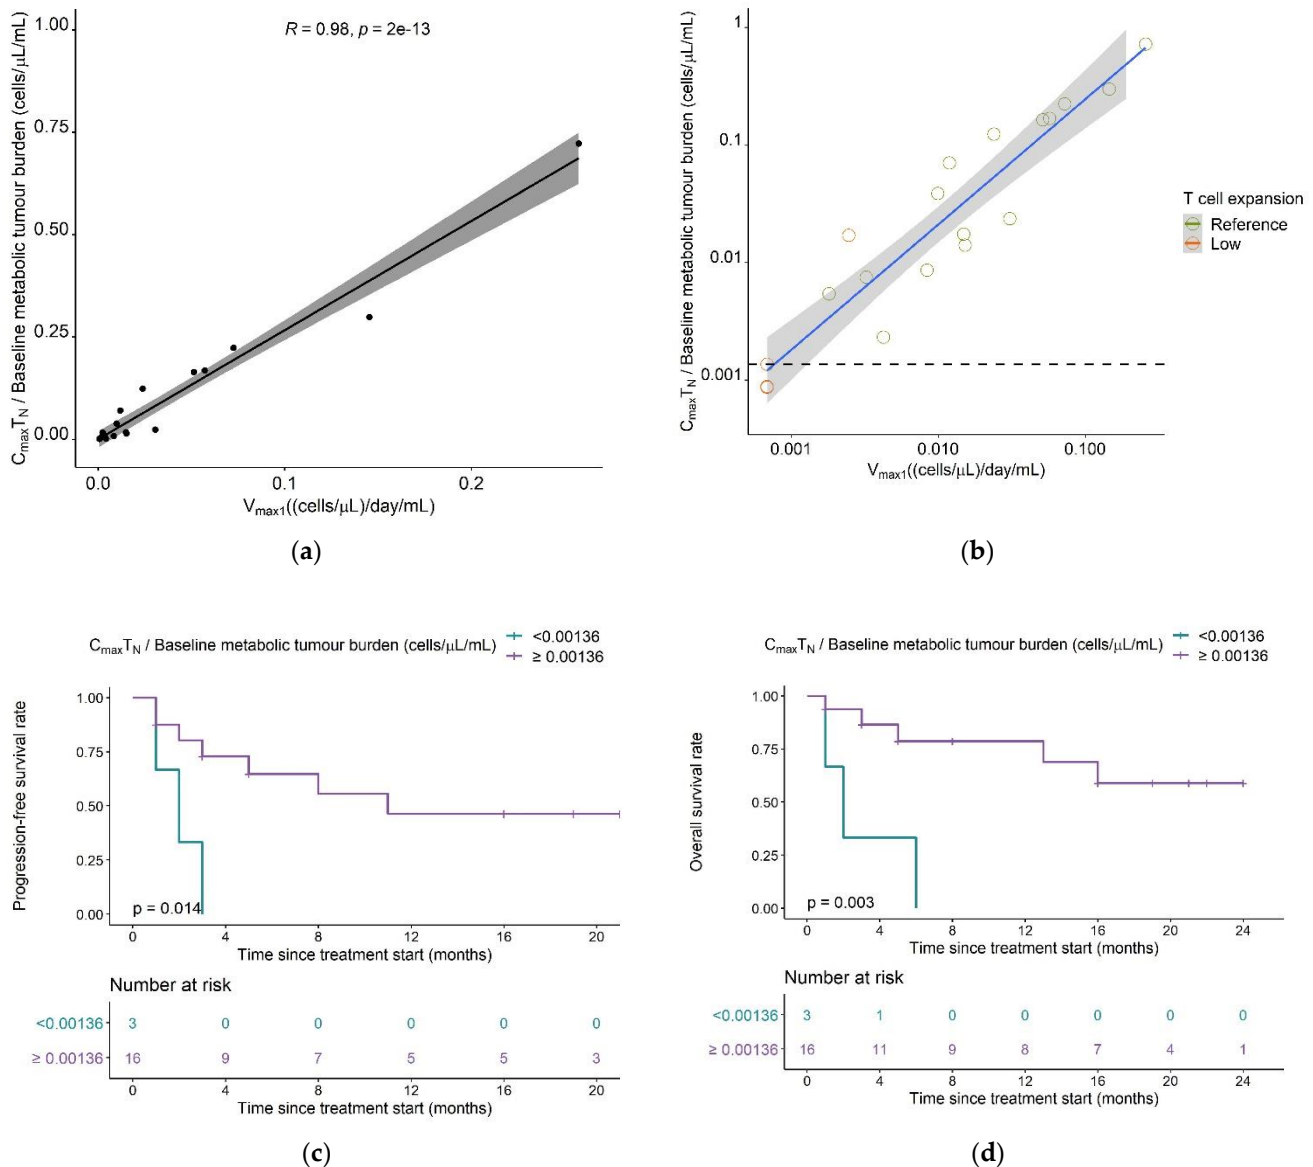 C_maxT_N / Baseline metabolic tumour burden (cells/μL/mL)
R = 0.98, p = 2e-13
1.00
0.75
0.50
0.25
0.00
0.0 0.1 0.2
V_max1((cells/μL)/day/mL)
(a)
C_maxT_N / Baseline metabolic tumour burden (cells/μL/mL)
1
0.1
0.01
0.001
0.001 0.010 0.100
V_max1((cells/μL)/day/mL)
T cell expansion
Reference
Low
(b)
C_maxT_N / Baseline metabolic tumour burden (cells/μL/mL)
<0.00136
≥ 0.00136
Progression-free survival rate
1.00
0.75
0.50
0.25
0.00
p = 0.014
0 4 8 12 16 20
Time since treatment start (months)
Number at risk
<0.00136 3 0 0 0 0 0
≥ 0.00136 16 9 7 5 5 3
0 4 8 12 16 20
Time since treatment start (months)
(c)
C_maxT_N / Baseline metabolic tumour burden (cells/μL/mL)
<0.00136
≥ 0.00136
Overall survival rate
1.00
0.75
0.50
0.25
0.00
p = 0.003
0 4 8 12 16 20 24
Time since treatment start (months)
Number at risk
<0.00136 3 1 0 0 0 0 0
≥ 0.00136 16 11 9 8 7 4 1
0 4 8 12 16 20 24
Time since treatment start (months)
(d)